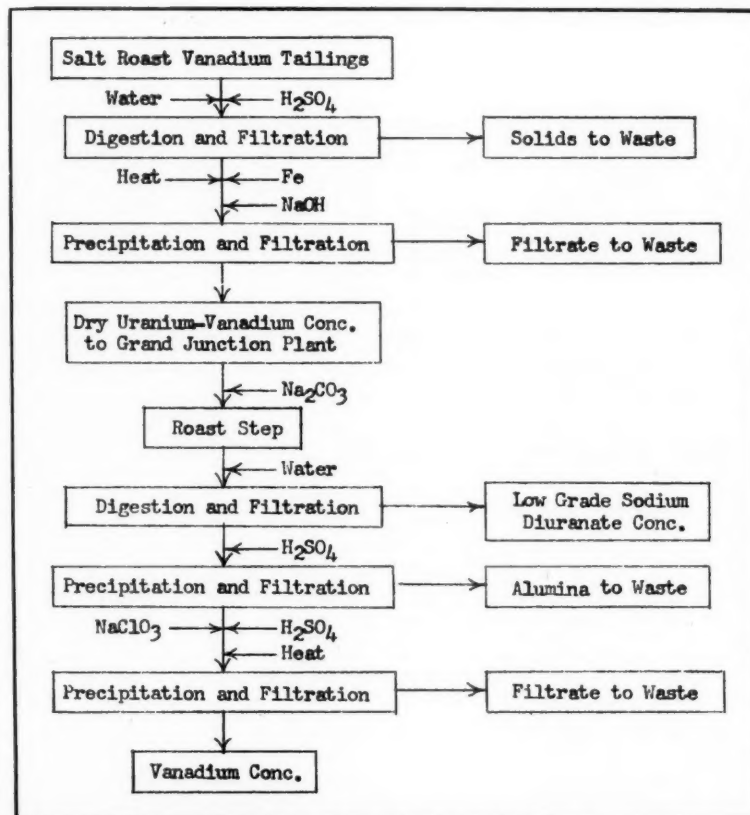 Salt Roast Vanadium Tailings
Water H₂SO₄
Digestion and Filtration Solids to Waste
Heat Fe
NaOH
Precipitation and Filtration Filtrate to Waste
Dry Uranium-Vanadium Conc.
to Grand Junction Plant
Na₂CO₃
Roast Step
Water
Digestion and Filtration Low Grade Sodium
Diuranate Conc.
H₂SO₄
Precipitation and Filtration Alumina to Waste
NaClO₃ H₂SO₄
Heat
Precipitation and Filtration Filtrate to Waste
Vanadium Conc.